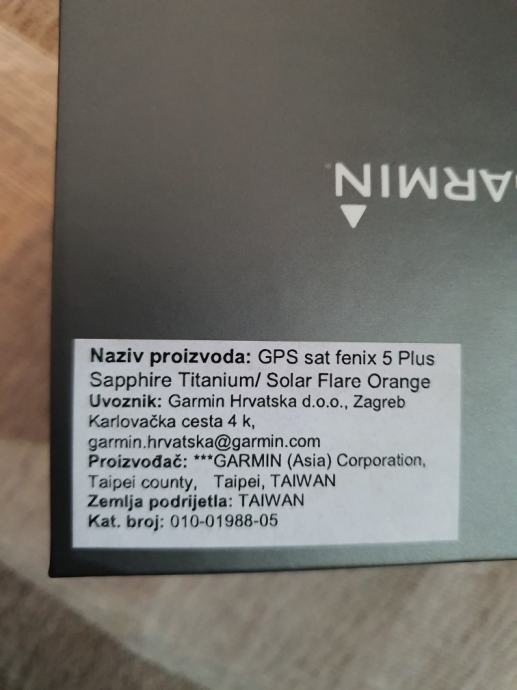 GARMIN
Naziv proizvoda: GPS sat fenix 5 Plus
Sapphire Titanium/ Solar Flare Orange
Uvoznik: Garmin Hrvatska d.o.o., Zagreb
Karlovačka cesta 4 k,
garmin.hrvatska@garmin.com
Proizvođač: ***GARMIN (Asia) Corporation,
Taipei county, Taipei, TAIWAN
Zemlja podrijetla: TAIWAN
Kat. broj: 010-01988-05